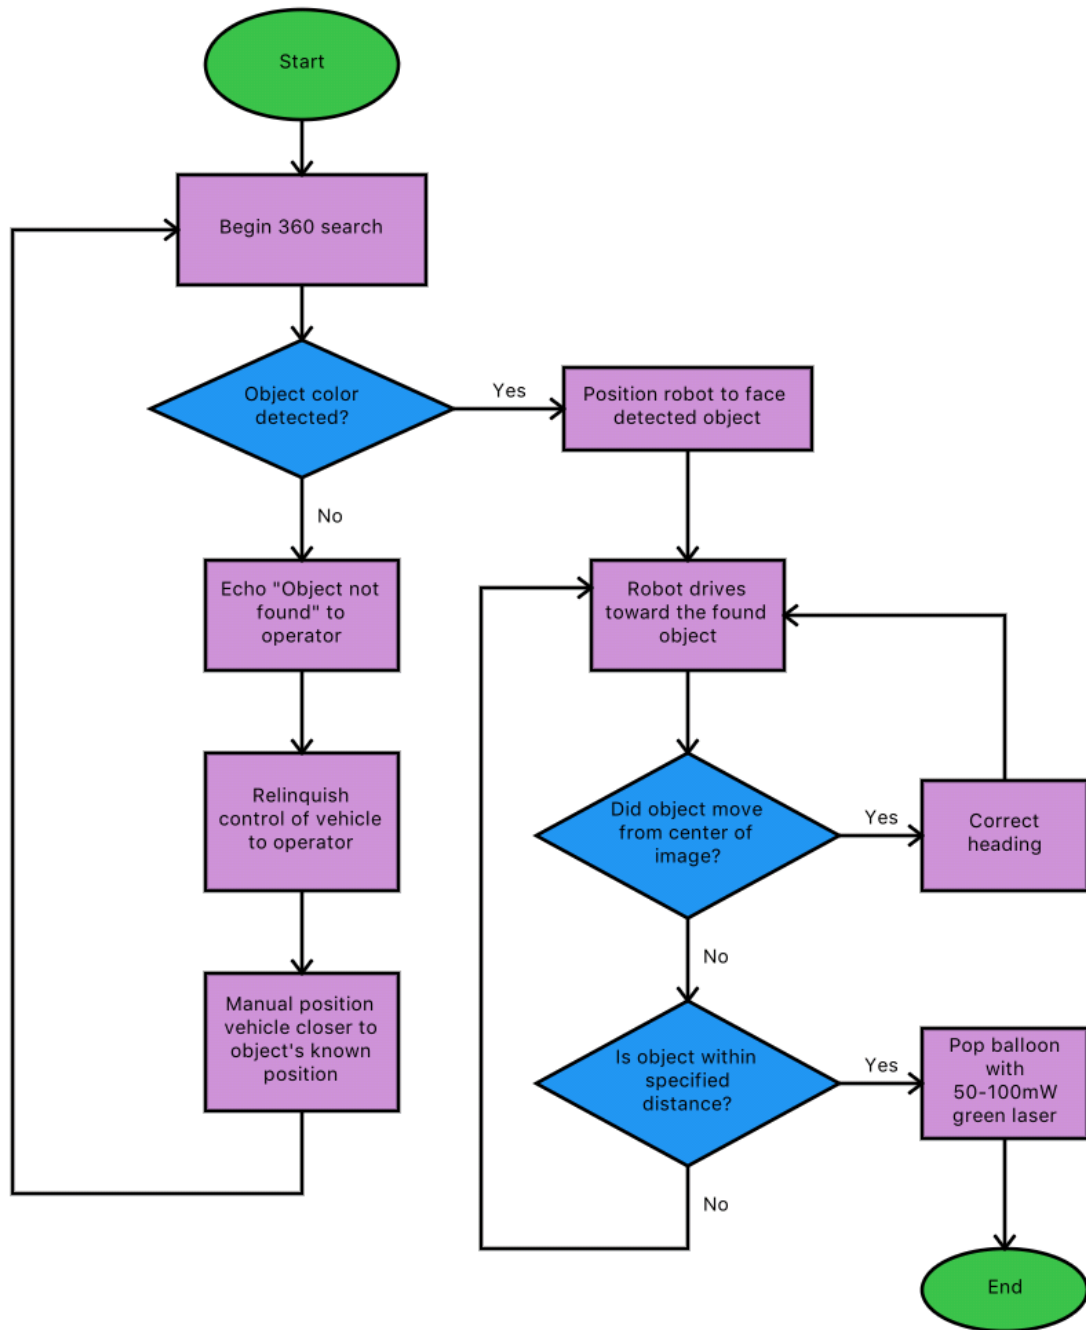 Start
Begin 360 search
Object color
detected?
Yes
Position robot to face
detected object
No
Echo "Object not
found" to
operator
Robot drives
toward the found
object
Relinquish
control of vehicle
to operator
Did object move
from center of
image?
Yes
Correct
heading
No
Manual position
vehicle closer to
object's known
position
Is object within
specified
distance?
Yes
Pop balloon
with
50-100mW
green laser
No
End